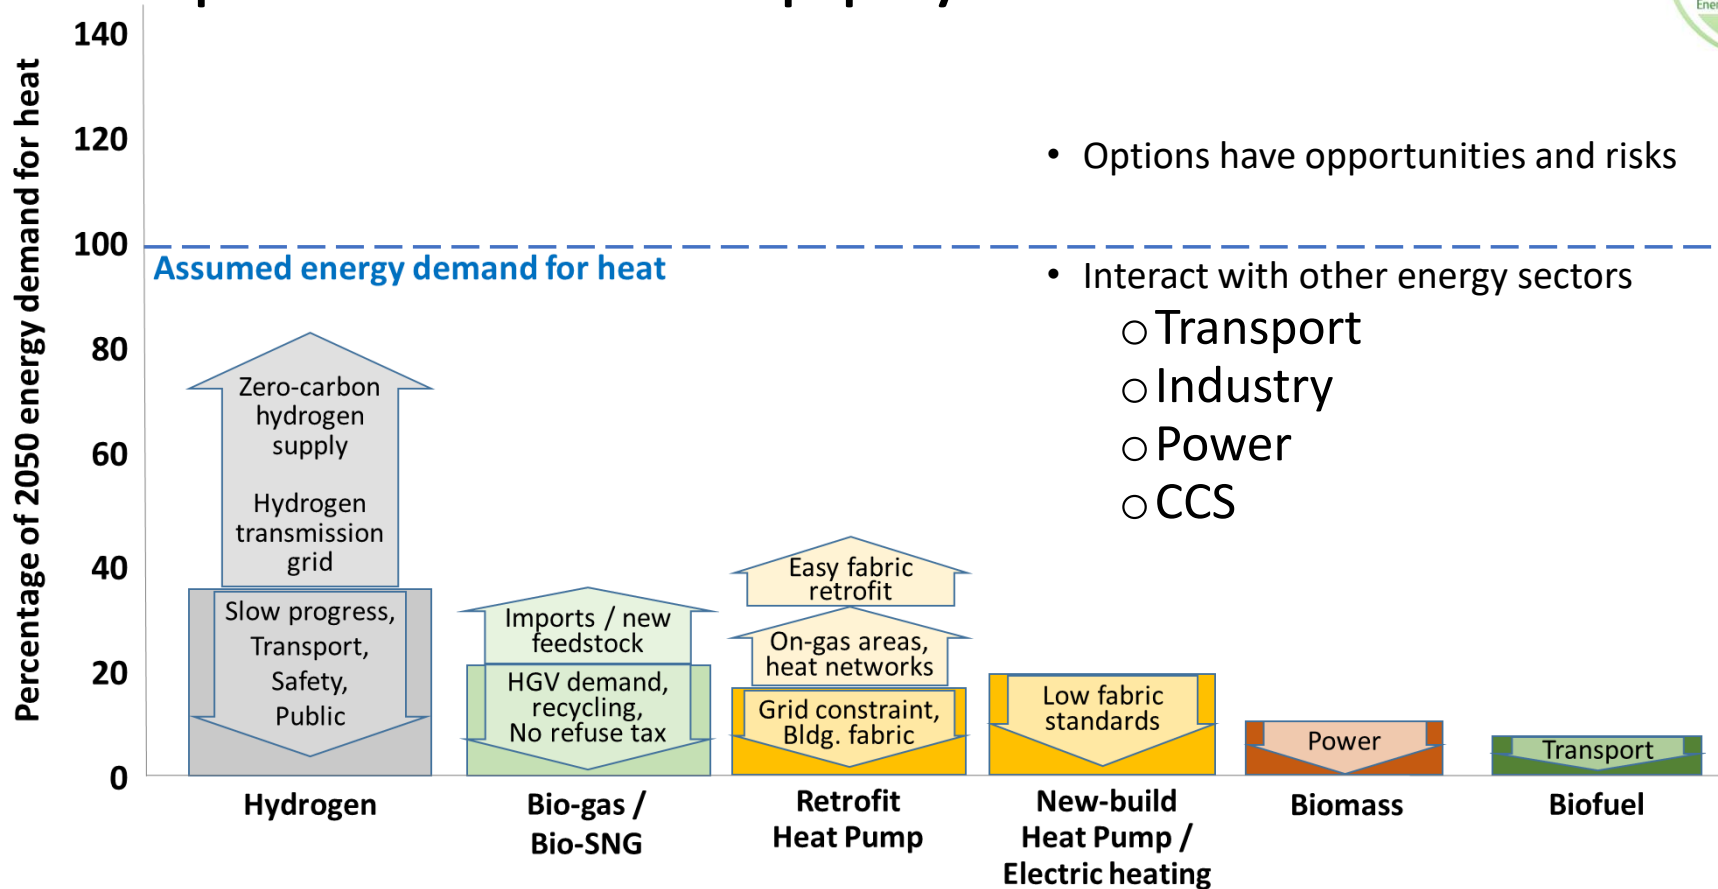 Percentage of 2050 energy demand for heat
140
120
100
80
60
40
20
0
Assumed energy demand for heat
• Options have opportunities and risks
• Interact with other energy sectors
○ Transport
○ Industry
○ Power
○ CCS
Zero-carbon
hydrogen
supply
Hydrogen
transmission
grid
Slow progress,
Transport,
Safety,
Public
Imports / new
feedstock
HGV demand,
recycling,
No refuse tax
Easy fabric
retrofit
On-gas areas,
heat networks
Grid constraint,
Bldg. fabric
Low fabric
standards
Power
Transport
Hydrogen
Bio-gas /
Bio-SNG
Retrofit
Heat Pump
New-build
Heat Pump /
Electric heating
Biomass
Biofuel